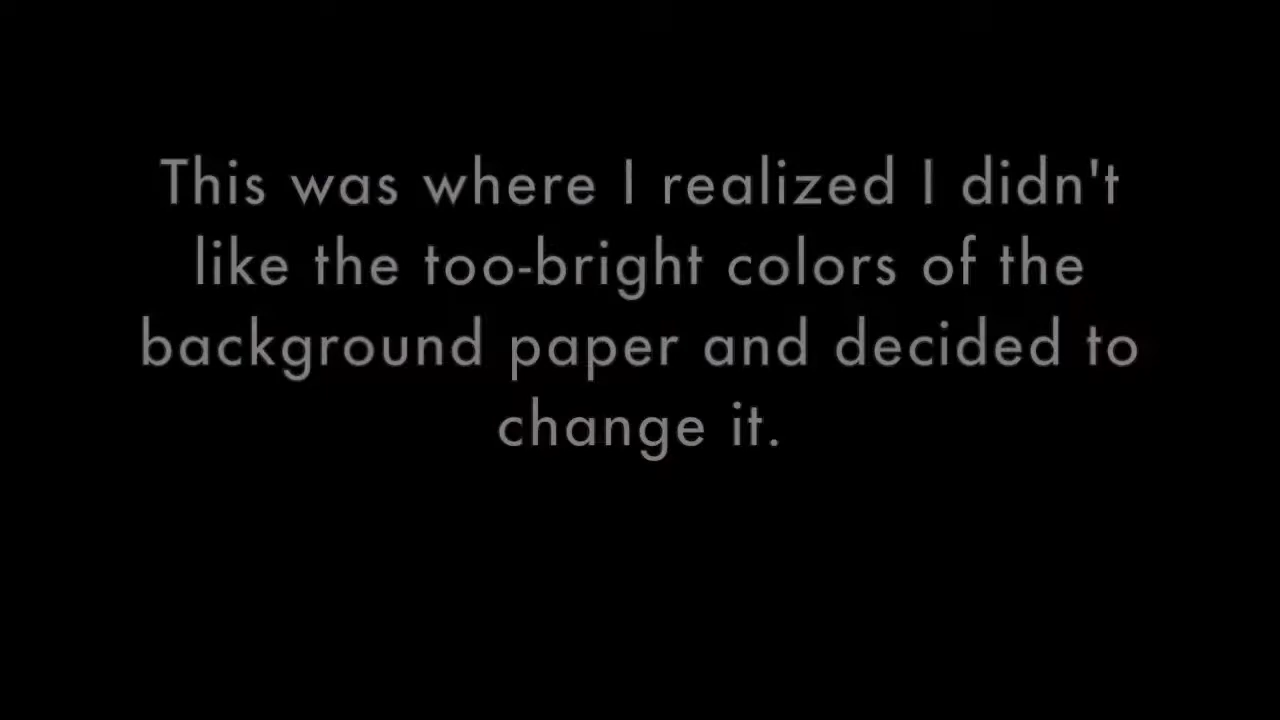 This was where I realized I didn't
like the too-bright colors of the
background paper and decided to
change it.